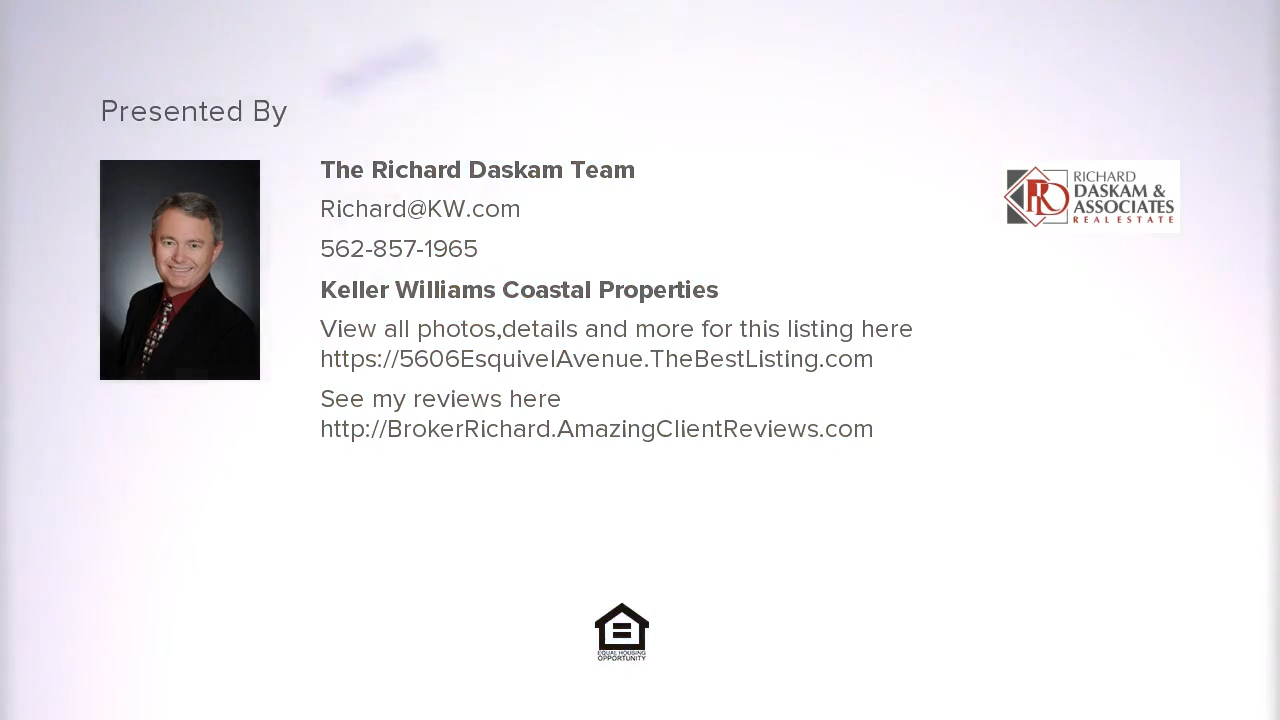 Presented By
The Richard Daskam Team
Richard@KW.com
562-857-1965
Keller Williams Coastal Properties
View all photos,details and more for this listing here
https://5606EsquivelAvenue.TheBestListing.com
See my reviews here
http://BrokerRichard.AmazingClientReviews.com
RD
RICHARD
DASKAM &
ASSOCIATES
REAL ESTATE
EQUAL HOUSING
OPPORTUNITY